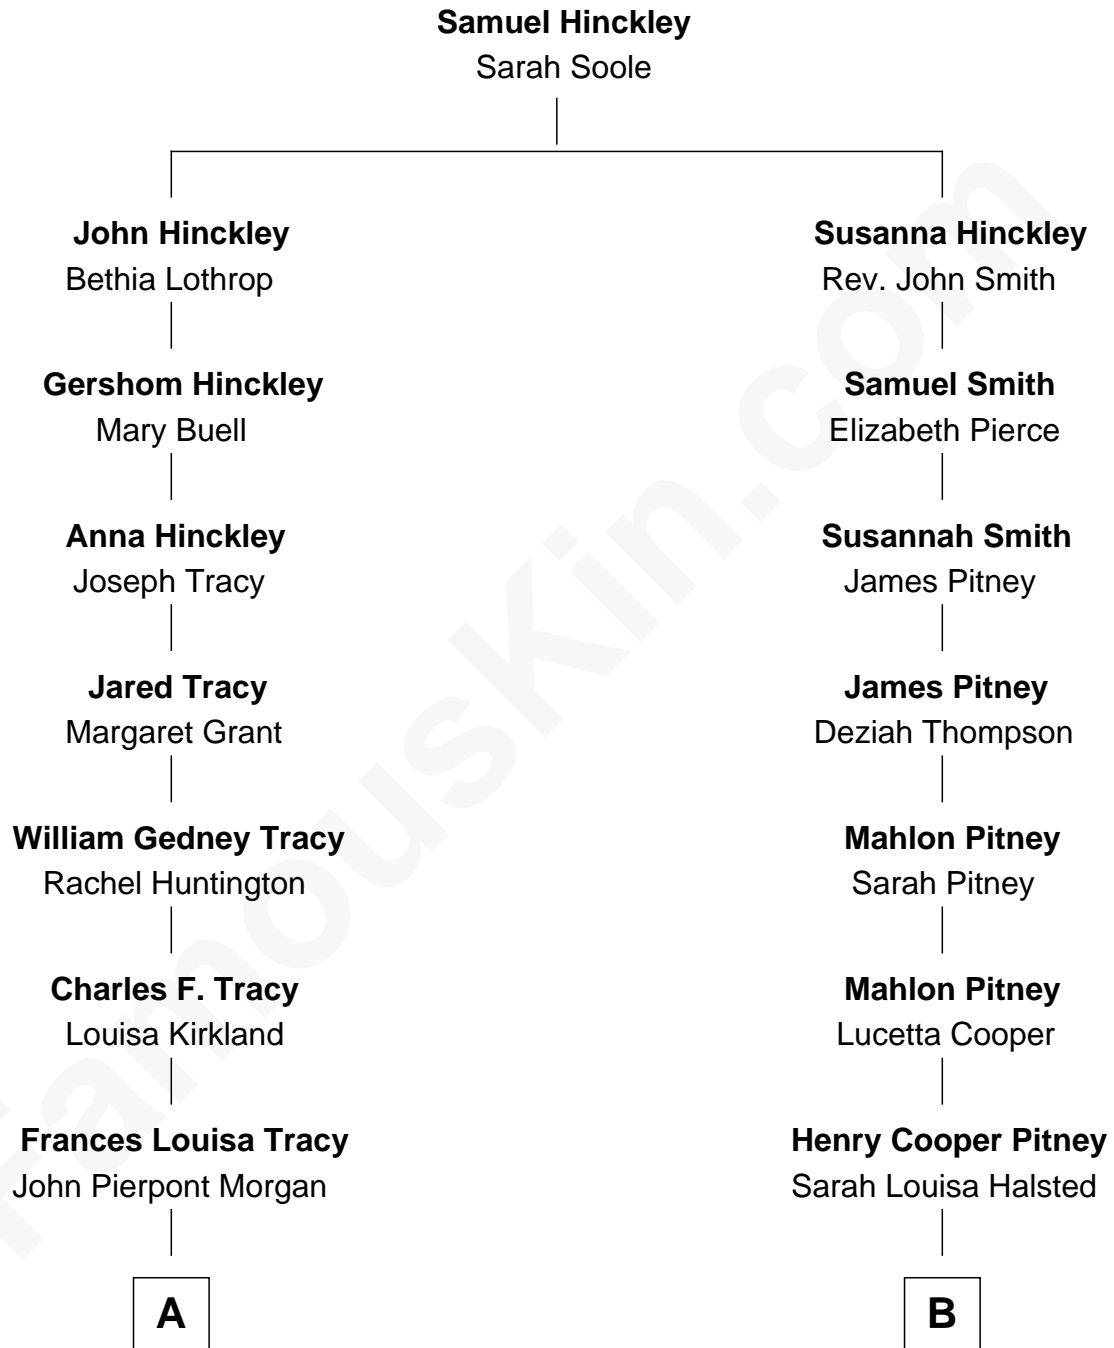 Samuel Hinckley
Sarah Soole
John Hinckley
Bethia Lothrop
Susanna Hinckley
Rev. John Smith
Gershom Hinckley
Mary Buell
Samuel Smith
Elizabeth Pierce
Anna Hinckley
Joseph Tracy
Susannah Smith
James Pitney
Jared Tracy
Margaret Grant
James Pitney
Deziah Thompson
William Gedney Tracy
Rachel Huntington
Mahlon Pitney
Sarah Pitney
Charles F. Tracy
Louisa Kirkland
Mahlon Pitney
Lucetta Cooper
Frances Louisa Tracy
John Pierpont Morgan
Henry Cooper Pitney
Sarah Louisa Halsted
A
B
FamousKin.com